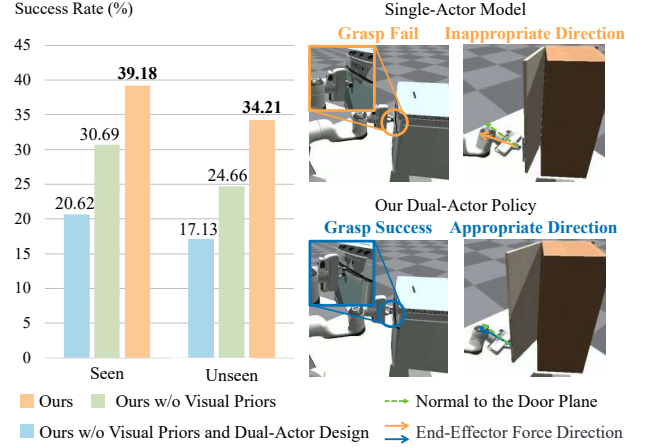 Success Rate (%)
45
40
35
30
25
20
15
10
5
0
20.62
30.69
39.18
17.13
24.66
34.21
Seen
Unseen
Single-Actor Model
Grasp Fail
Inappropriate Direction
Our Dual-Actor Policy
Grasp Success
Appropriate Direction
Ours
Ours w/o Visual Priors
Ours w/o Visual Priors and Dual-Actor Design
Normal to the Door Plane
End-Effector Force Direction